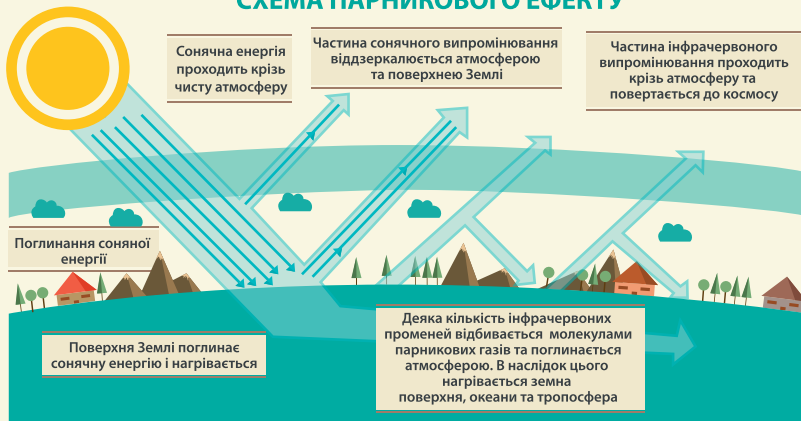 СХЕМА ПАРНИКОВОГО ЕФЕКТУ
Сонячна енергія
проходить крізь
чисту атмосферу
Частина сонячного випромінювання
віддзеркалюється атмосферою
та поверхнею Землі
Частина інфрачервоного
випромінювання проходить
крізь атмосферу та
повертається до космосу
Поглинання соняної
енергії
Поверхня Землі поглинає
сонячну енергію і нагрівається
Деяка кількість інфрачервоних
променей відбивається молекулами
парникових газів та поглинається
атмосферою. В наслідок цього
нагрівається земна
поверхня, океани та тропосфера